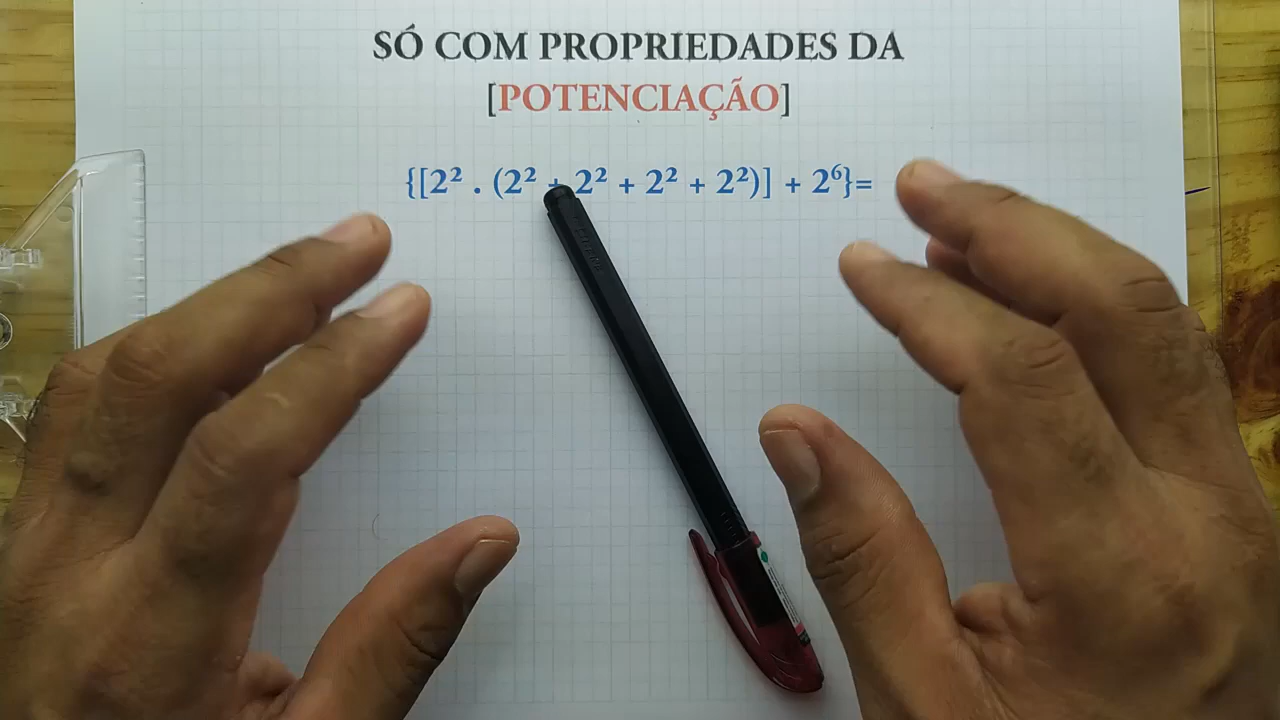 SÓ COM PROPRIEDADES DA
[POTENCIAÇÃO]
{[2² . (2² + 2² + 2² + 2²)] + 2⁶}=